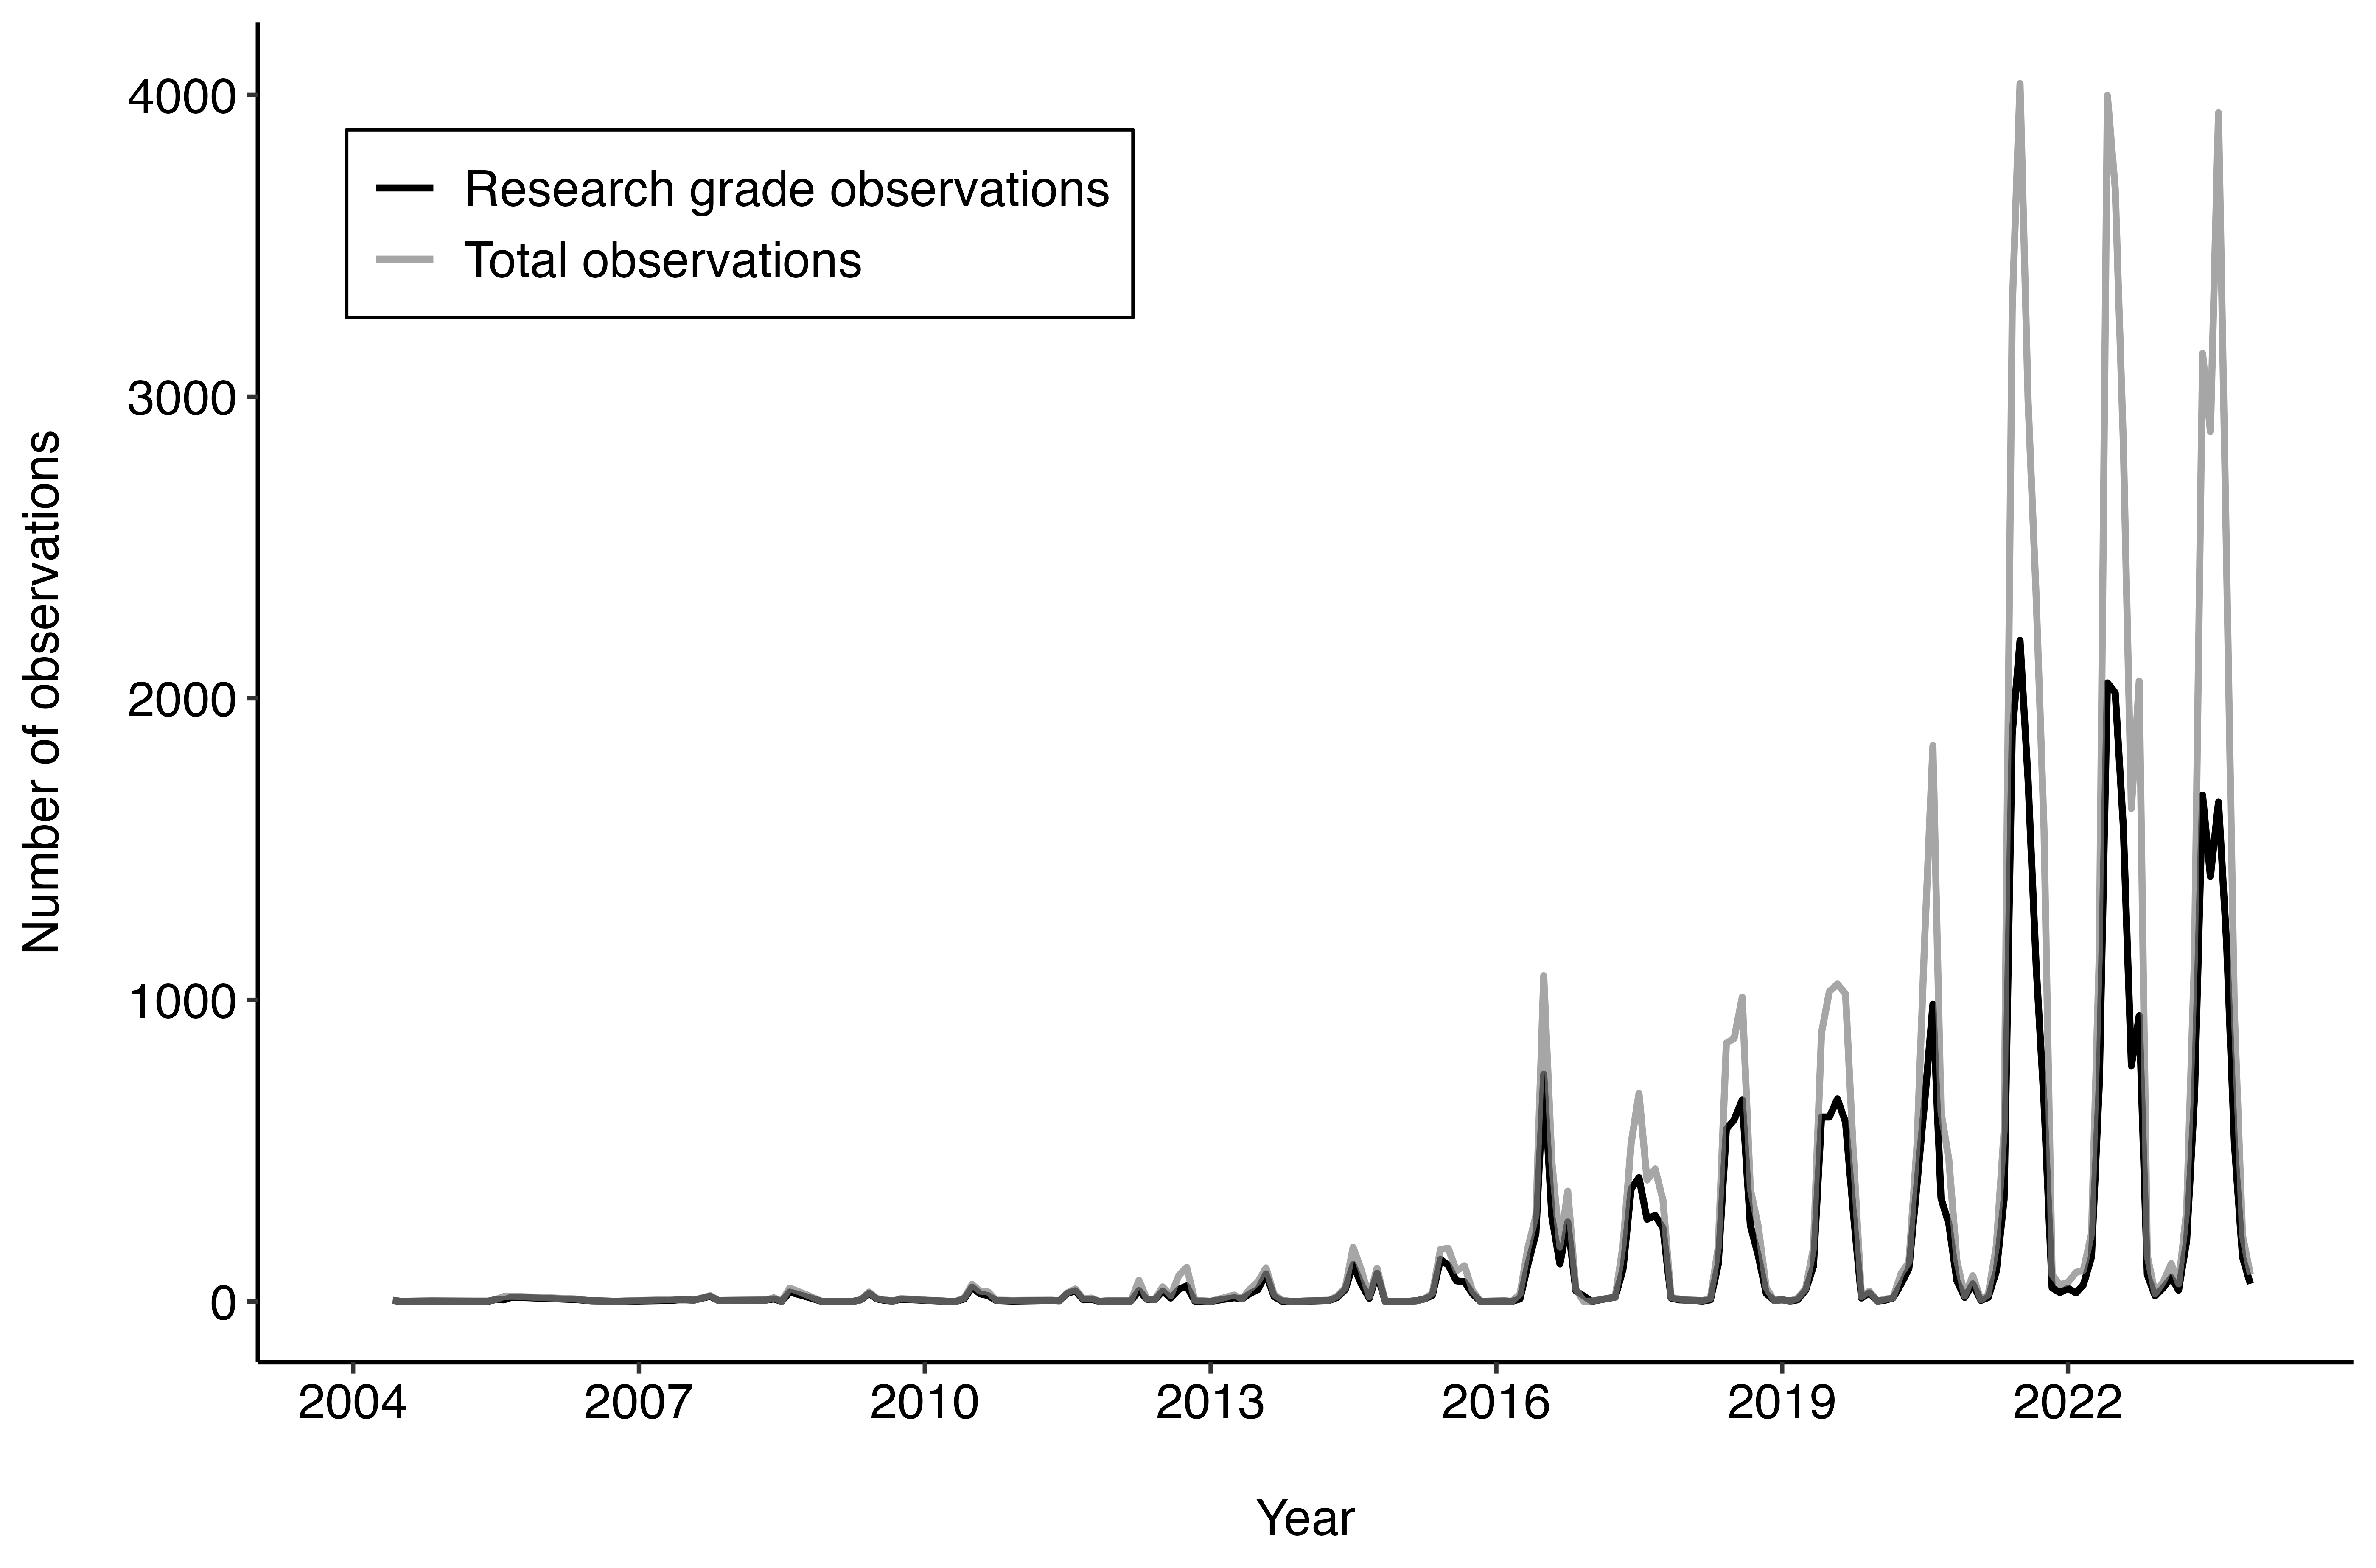 4000
3000
2000
1000
0
Number of observations
Research grade observations
Total observations
2004 2007 2010 2013 2016 2019 2022
Year